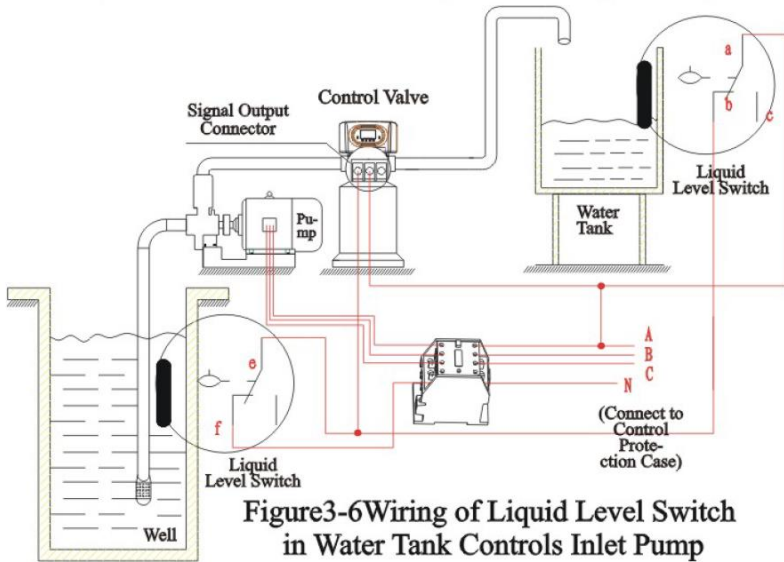 Control Valve
Signal Output
Connector
Pu-
mp
a
b
c
Liquid
Level Switch
Water
Tank
A
B
C
N
(Connect to
Control
Prote-
ction Case)
e
f
Liquid
Level Switch
Well
Figure3-6Wiring of Liquid Level Switch
in Water Tank Controls Inlet Pump